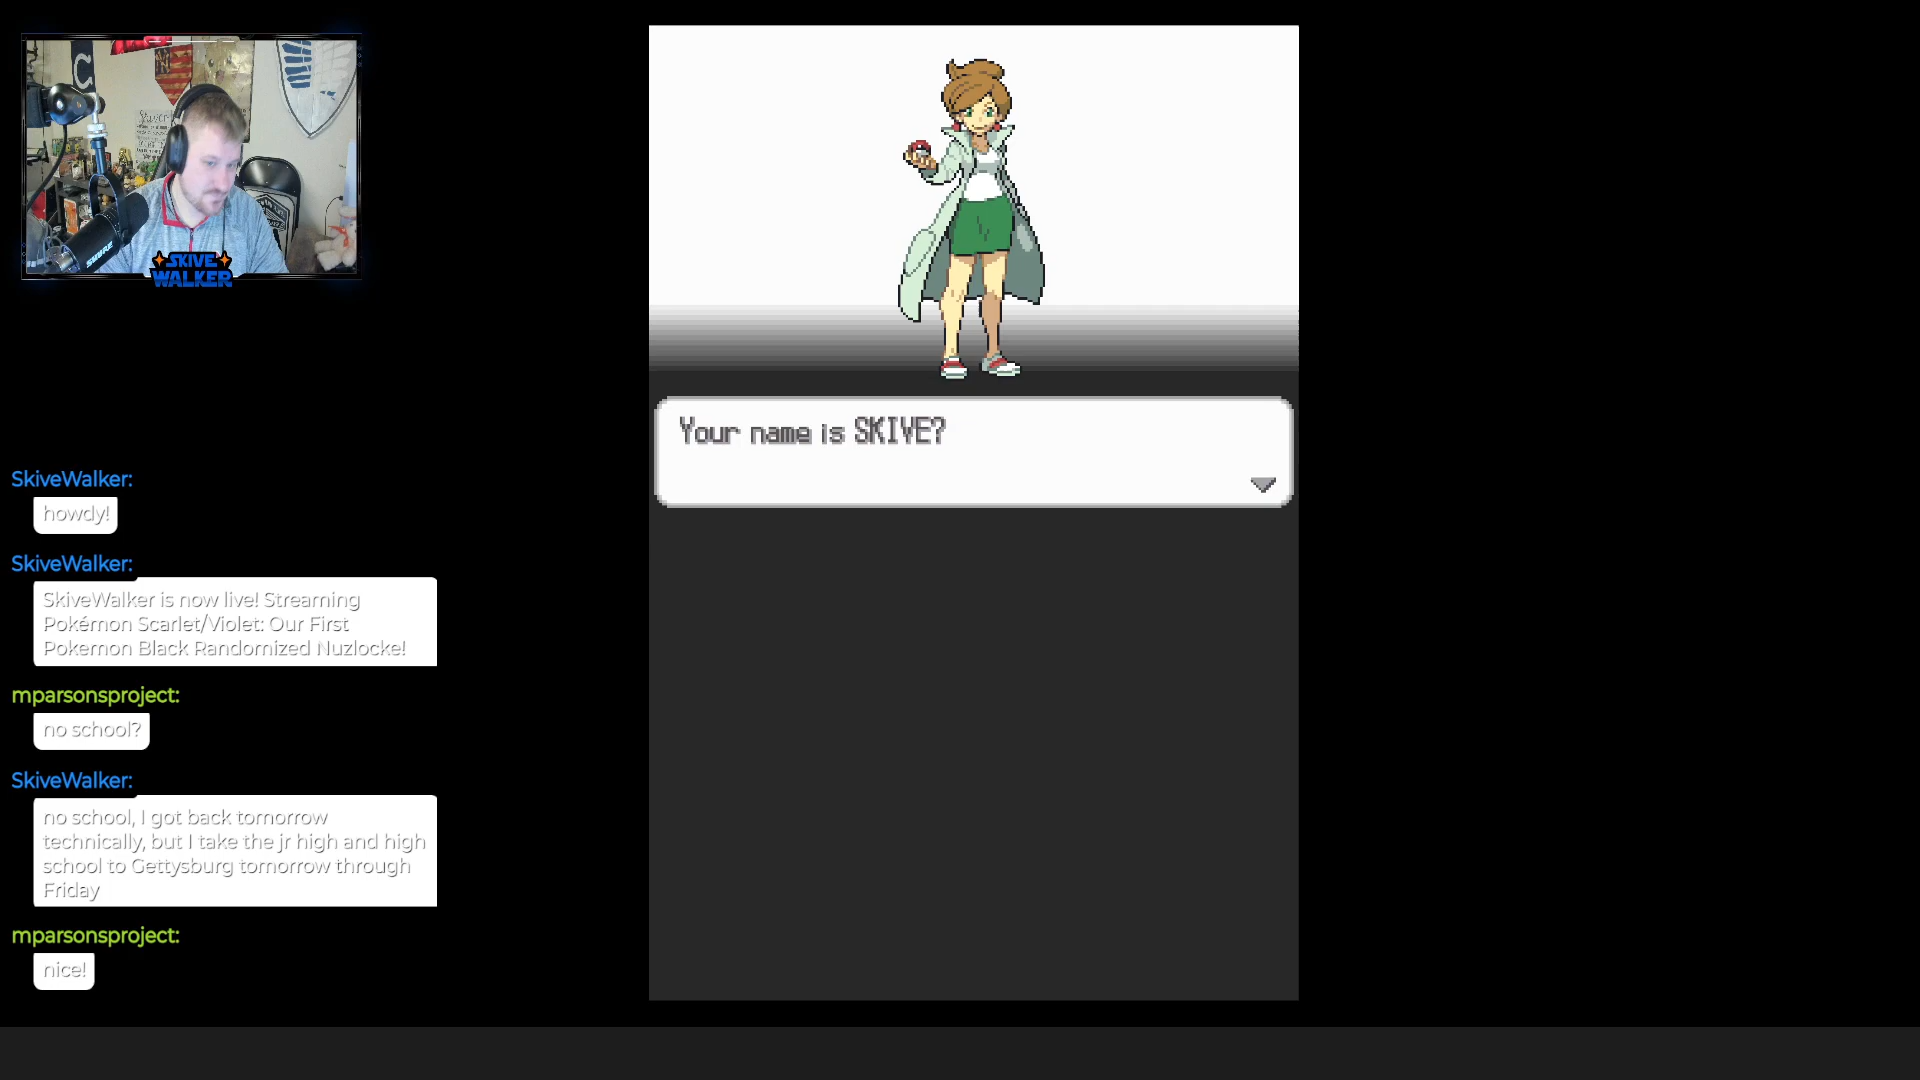 SHURE
SKIVE
WALKER
Your name is SKIVE?
SkiveWalker:
howdy!
SkiveWalker:
SkiveWalker is now live! Streaming
Pokémon Scarlet/Violet: Our First
Pokemon Black Randomized Nuzlocke!
mparsonsproject:
no school?
SkiveWalker:
no school, I got back tomorrow
technically, but I take the jr high and high
school to Gettysburg tomorrow through
Friday
mparsonsproject:
nice!